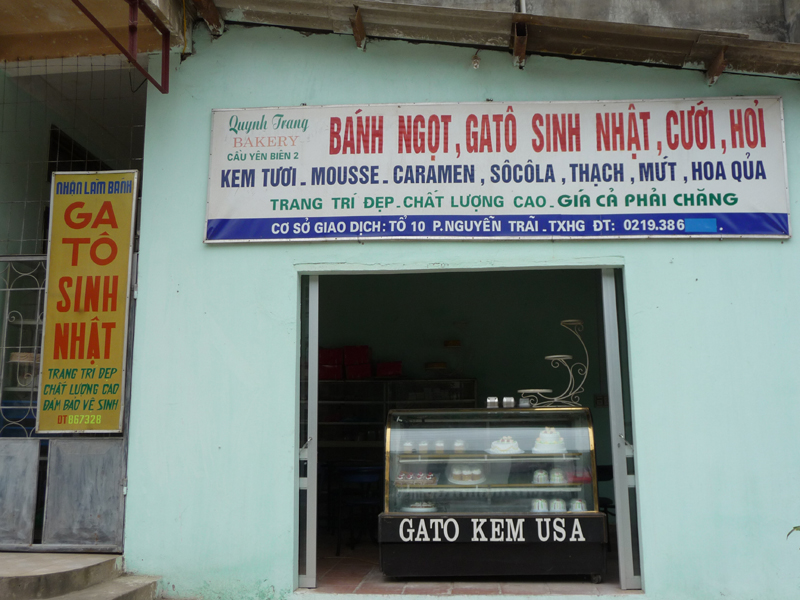 Quynh Trang
BAKERY
CẦU YÊN BIÊN 2
BÁNH NGỌT, GATÔ SINH NHẬT, CƯỚI, HỎI
KEM TƯƠI - MOUSSE - CARAMEN, SÔCÔLA, THẠCH, MỨT, HOA QỦA
TRANG TRÍ ĐẸP - CHẤT LƯỢNG CAO - GIÁ CẢ PHẢI CHĂNG
CƠ SỞ GIAO DỊCH: TỔ 10 P.NGUYỄN TRÃI - TXHG ĐT: 0219.386 .
NHẬN LÀM BÁNH
GA
TÔ
SINH
NHẬT
TRANG TRÍ ĐẸP
CHẤT LƯỢNG CAO
ĐẢM BẢO VỆ SINH
ĐT 867328
GATO KEM USA